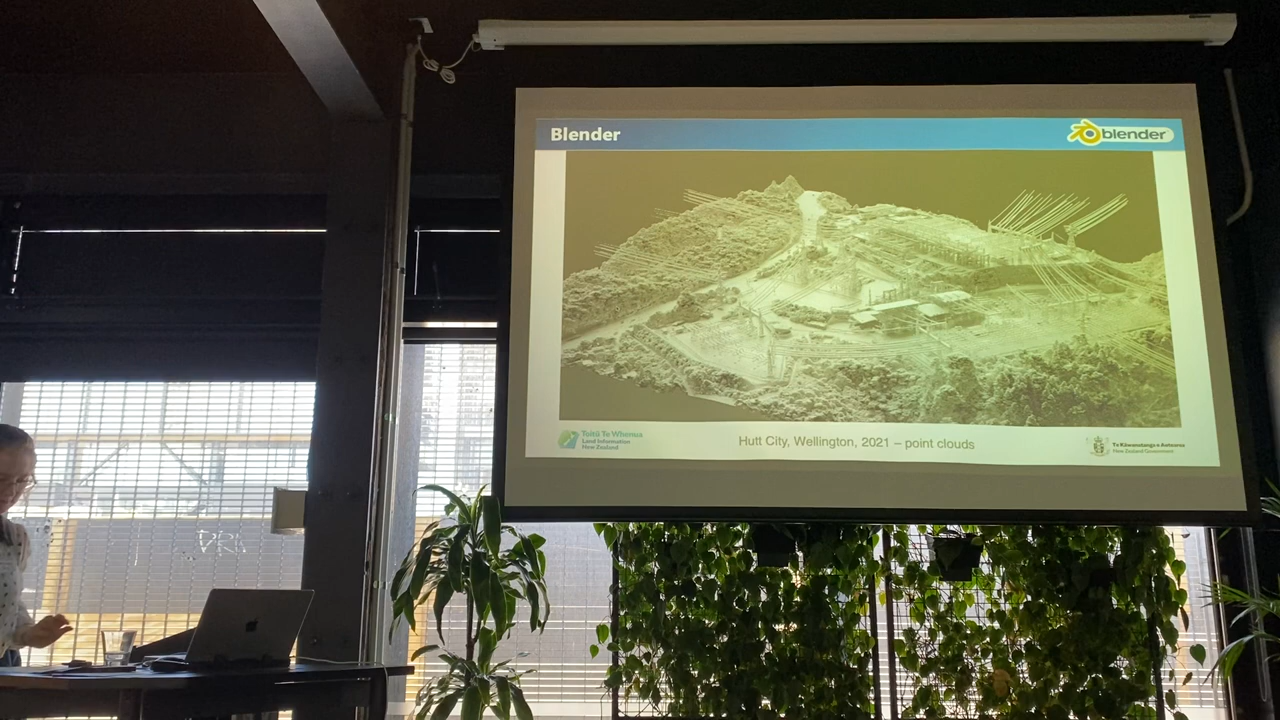 Blender
blender
Hutt City, Wellington, 2021 – point clouds
Toitū Te Whenua
Land Information
New Zealand
Te Kāwanatanga o Aotearoa
New Zealand Government